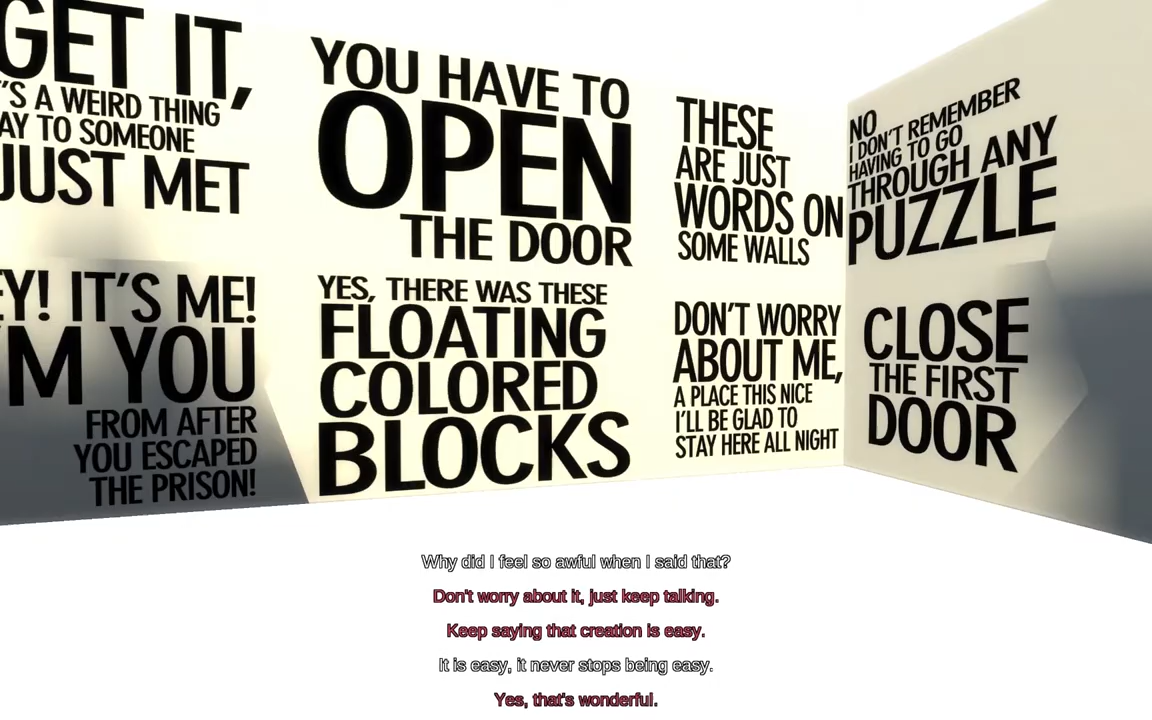 GET IT,
'S A WEIRD THING
AY TO SOMEONE
JUST MET
EY! IT'S ME!
'M YOU
FROM AFTER
YOU ESCAPED
THE PRISON!
YOU HAVE TO
OPEN
THE DOOR
YES, THERE WAS THESE
FLOATING
COLORED
BLOCKS
THESE
ARE JUST
WORDS ON
SOME WALLS
DON'T WORRY
ABOUT ME,
A PLACE THIS NICE
I'LL BE GLAD TO
STAY HERE ALL NIGHT
NO
I DON'T REMEMBER
HAVING TO GO
THROUGH ANY
PUZZLE
CLOSE
THE FIRST
DOOR
Why did I feel so awful when I said that?
Don't worry about it, just keep talking.
Keep saying that creation is easy.
It is easy, it never stops being easy.
Yes, that's wonderful.